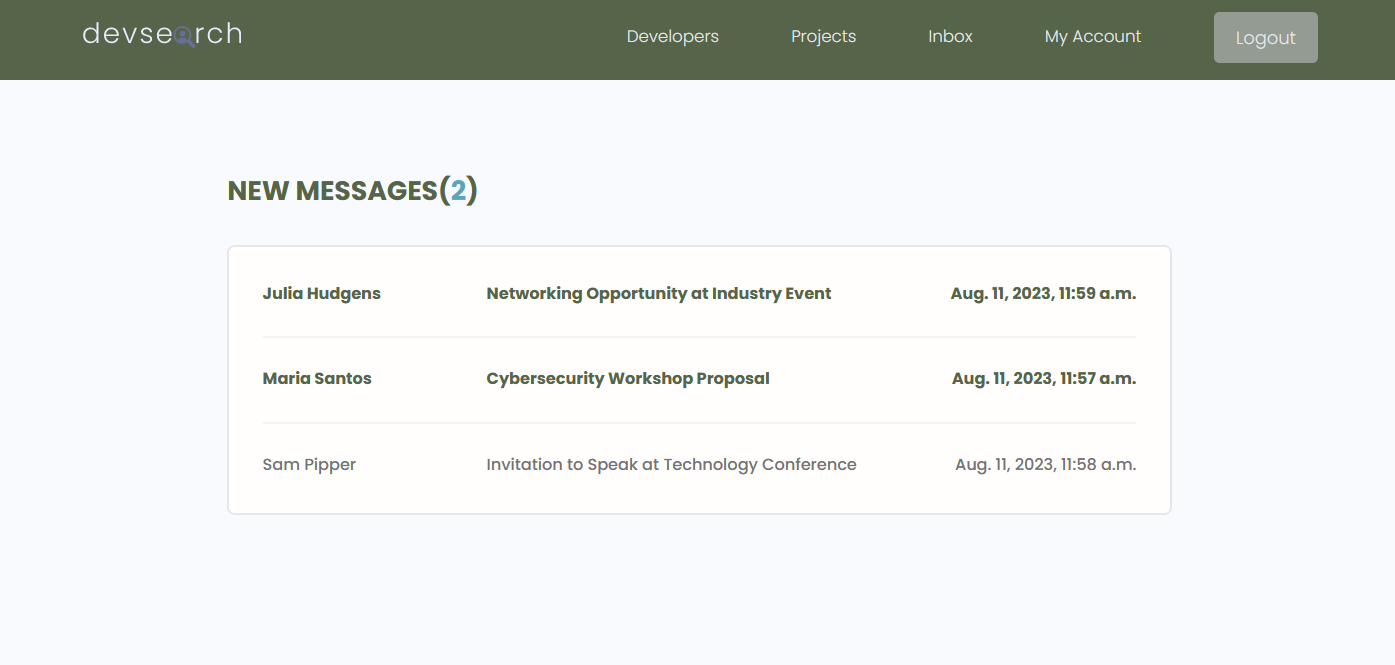 devsearch Developers Projects Inbox My Account Logout
NEW MESSAGES(2)
Julia Hudgens Networking Opportunity at Industry Event Aug. 11, 2023, 11:59 a.m.
Maria Santos Cybersecurity Workshop Proposal Aug. 11, 2023, 11:57 a.m.
Sam Pipper Invitation to Speak at Technology Conference Aug. 11, 2023, 11:58 a.m.